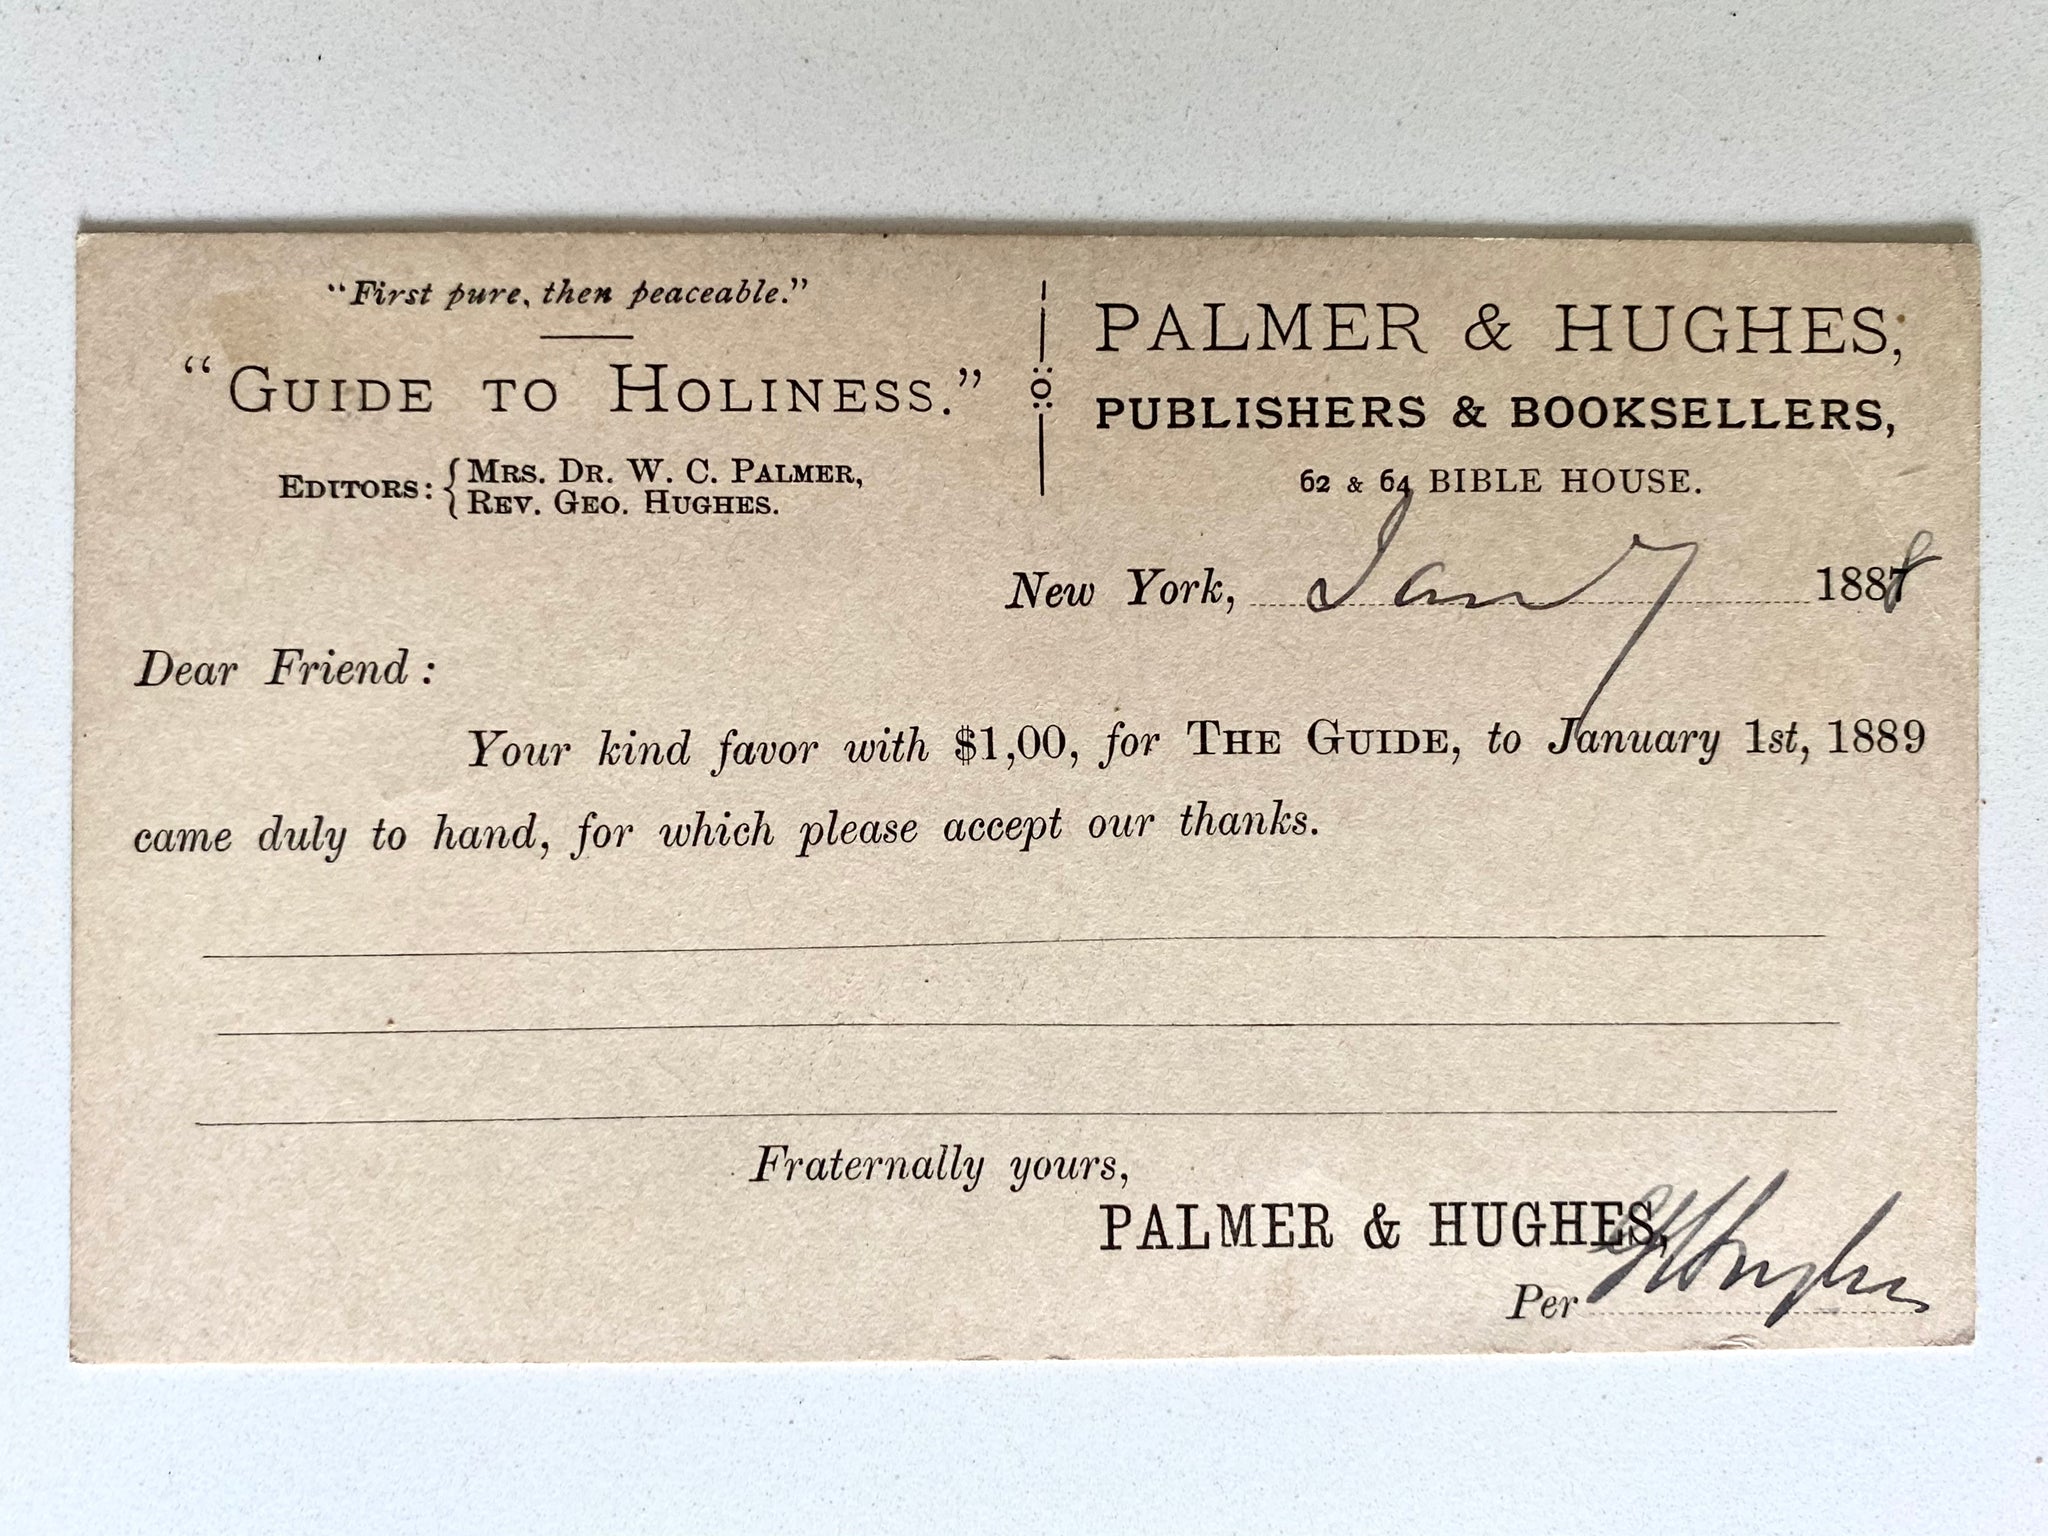 "First pure, then peaceable."
"GUIDE TO HOLINESS."
EDITORS: { MRS. DR. W. C. PALMER,
REV. GEO. HUGHES.
PALMER & HUGHES,
PUBLISHERS & BOOKSELLERS,
62 & 64 BIBLE HOUSE.
New York, Jany 1888
Dear Friend:
Your kind favor with $1,00, for THE GUIDE, to January 1st, 1889
came duly to hand, for which please accept our thanks.
Fraternally yours,
PALMER & HUGHES,
Per G Hughes